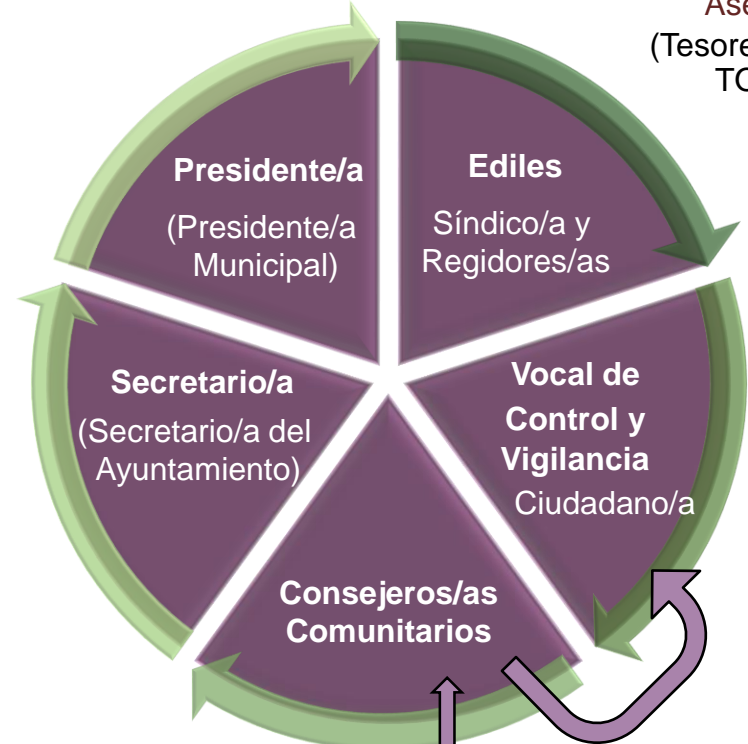 Presidente/a
(Presidente/a
Municipal)
Ediles
Síndico/a y
Regidores/as
Vocal de
Control y
Vigilancia
Ciudadano/a
Consejeros/as
Comunitarios
Secretario/a
(Secretario/a del
Ayuntamiento)